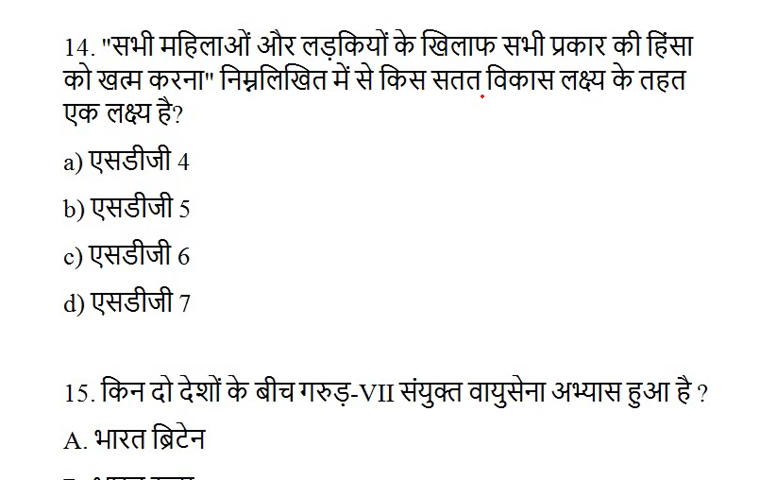 14. "सभी महिलाओं और लड़कियों के खिलाफ सभी प्रकार की हिंसा
को खत्म करना" निम्नलिखित में से किस सतत विकास लक्ष्य के तहत
एक लक्ष्य है?
a) एसडीजी 4
b) एसडीजी 5
c) एसडीजी 6
d) एसडीजी 7
15. किन दो देशों के बीच गरुड़-VII संयुक्त वायुसेना अभ्यास हुआ है ?
A. भारत ब्रिटेन